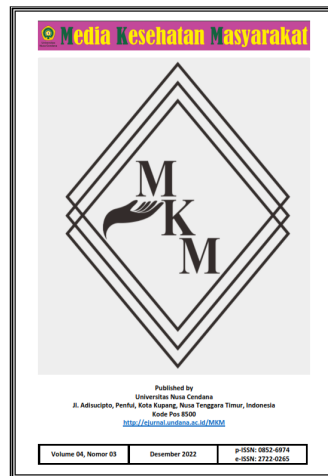 Media Kesehatan Masyarakat
M
K
M
Published by
Universitas Nusa Cendana
Jl. Adisucipto, Penfui, Kota Kupang, Nusa Tenggara Timur, Indonesia
Kode Pos 8500
http://ejurnal.undana.ac.id/MKM
Volume 04, Nomor 03
Desember 2022
p-ISSN: 0852-6974
e-ISSN: 2722-0265